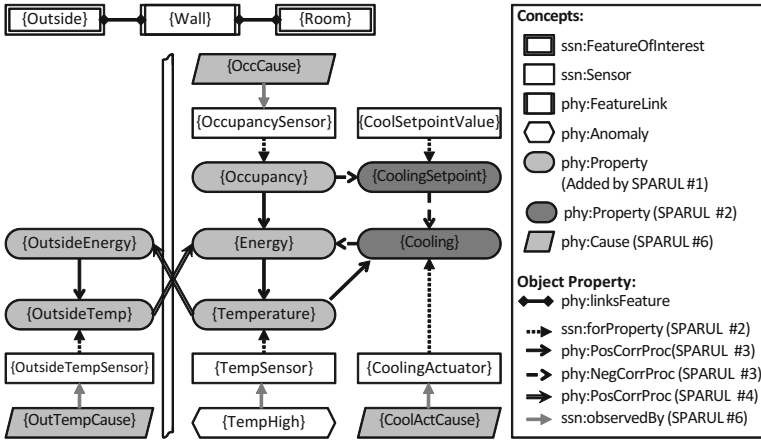 {Outside}
{Wall}
{Room}
{OccCause}
{OccupancySensor}
{CoolSetpointValue}
{Occupancy}
{CoolingSetpoint}
{OutsideEnergy}
{Energy}
{Cooling}
{OutsideTemp}
{Temperature}
{OutsideTempSensor}
{TempSensor}
{CoolingActuator}
{OutTempCause}
{TempHigh}
{CoolActCause}
Concepts:
ssn:FeatureOfInterest
ssn:Sensor
phy:FeatureLink
phy:Anomaly
phy:Property
(Added by SPARUL #1)
phy:Property (SPARUL #2)
phy:Cause (SPARUL #6)
Object Property:
phy:linksFeature
ssn:forProperty (SPARUL #2)
phy:PosCorrProc(SPARUL #3)
phy:NegCorrProc (SPARUL #3)
phy:PosCorrProc (SPARUL #4)
ssn:observedBy (SPARUL #6)